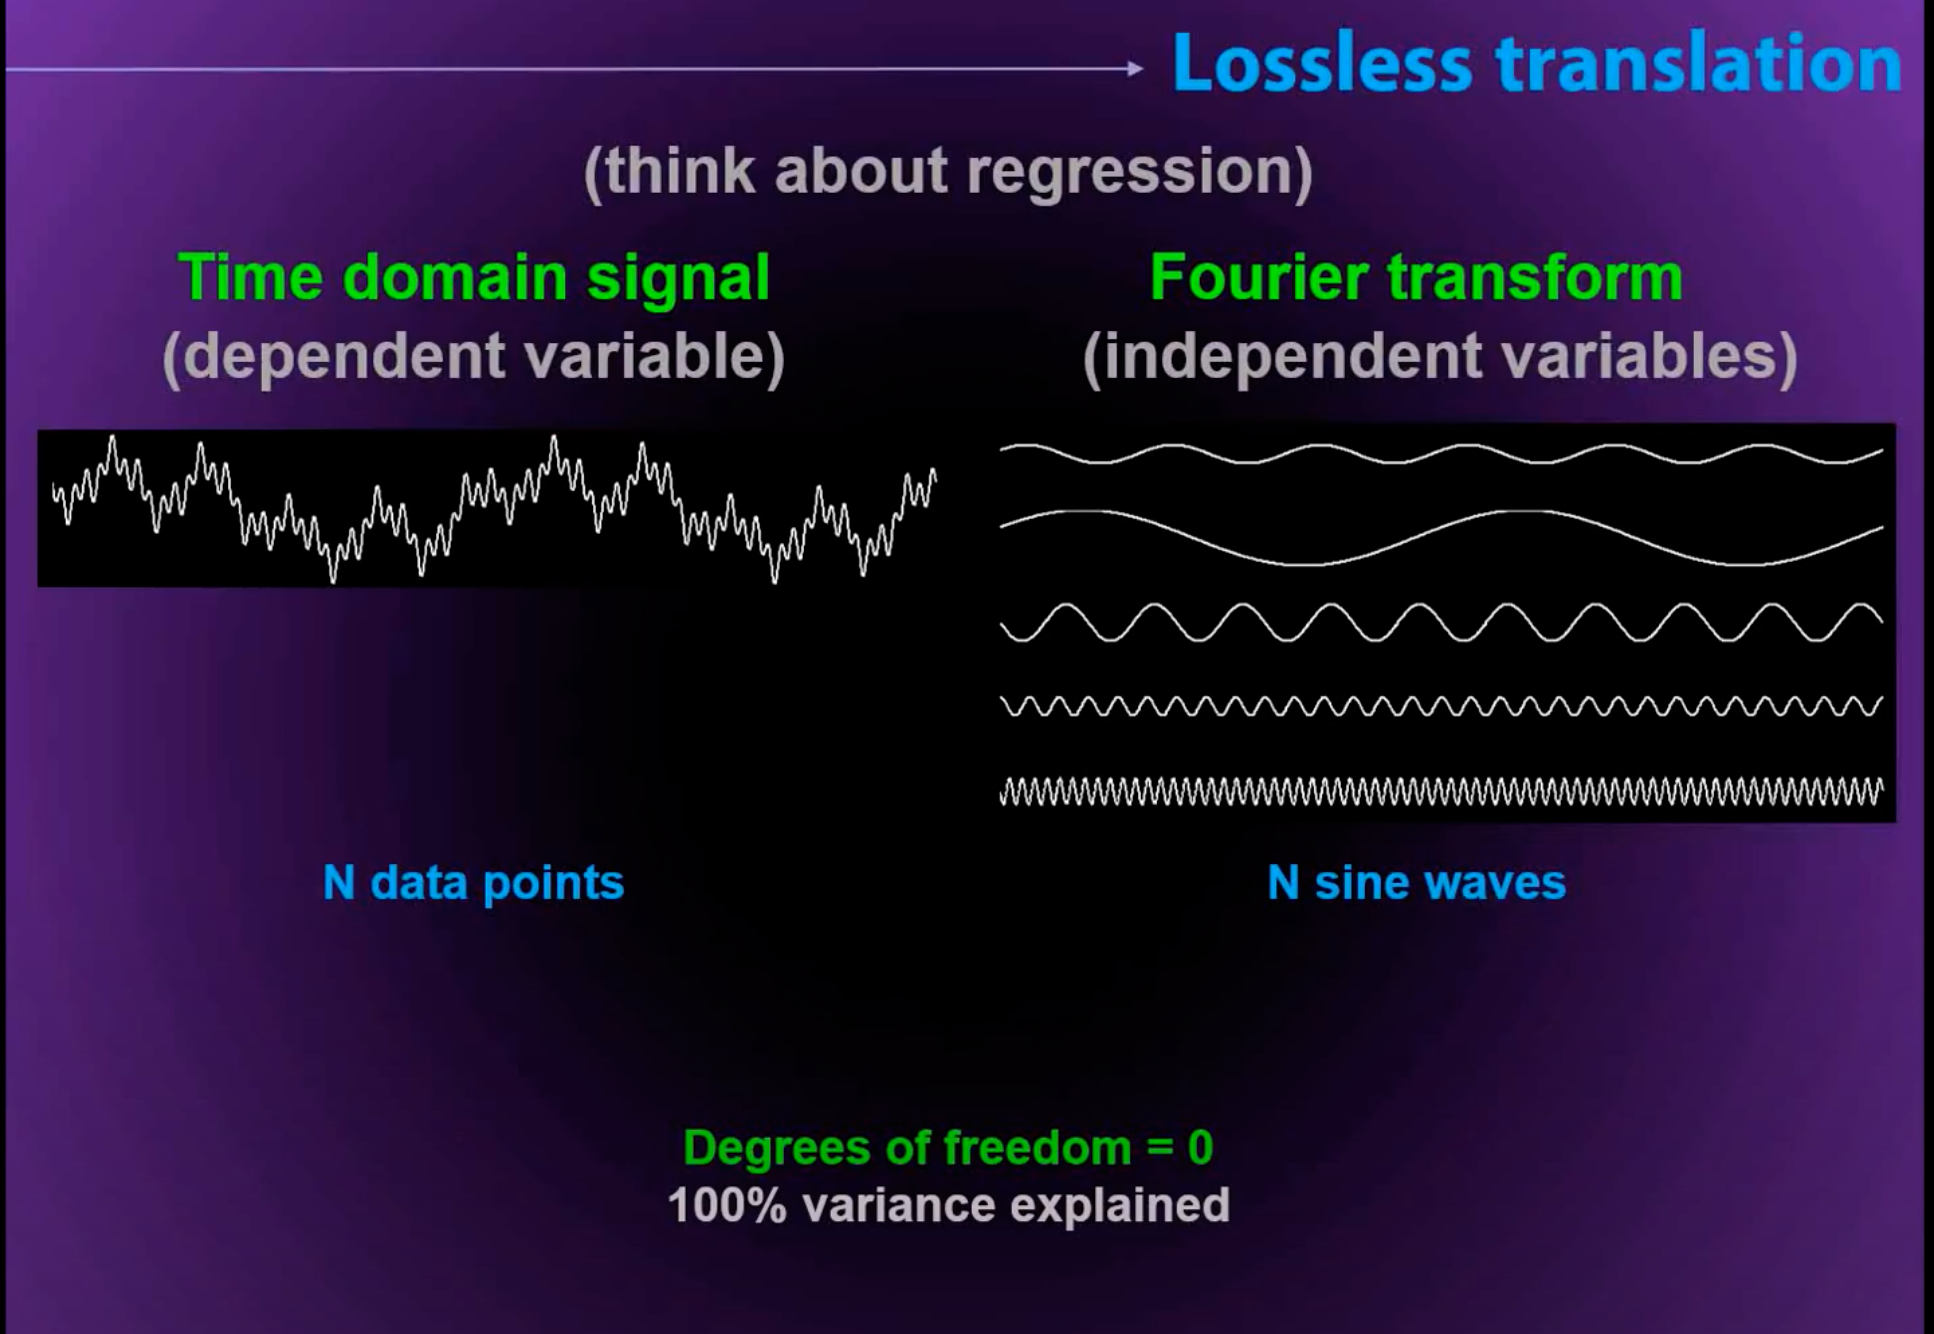 Lossless translation
(think about regression)
Time domain signal
(dependent variable)
Fourier transform
(independent variables)
N data points
N sine waves
Degrees of freedom = 0
100% variance explained